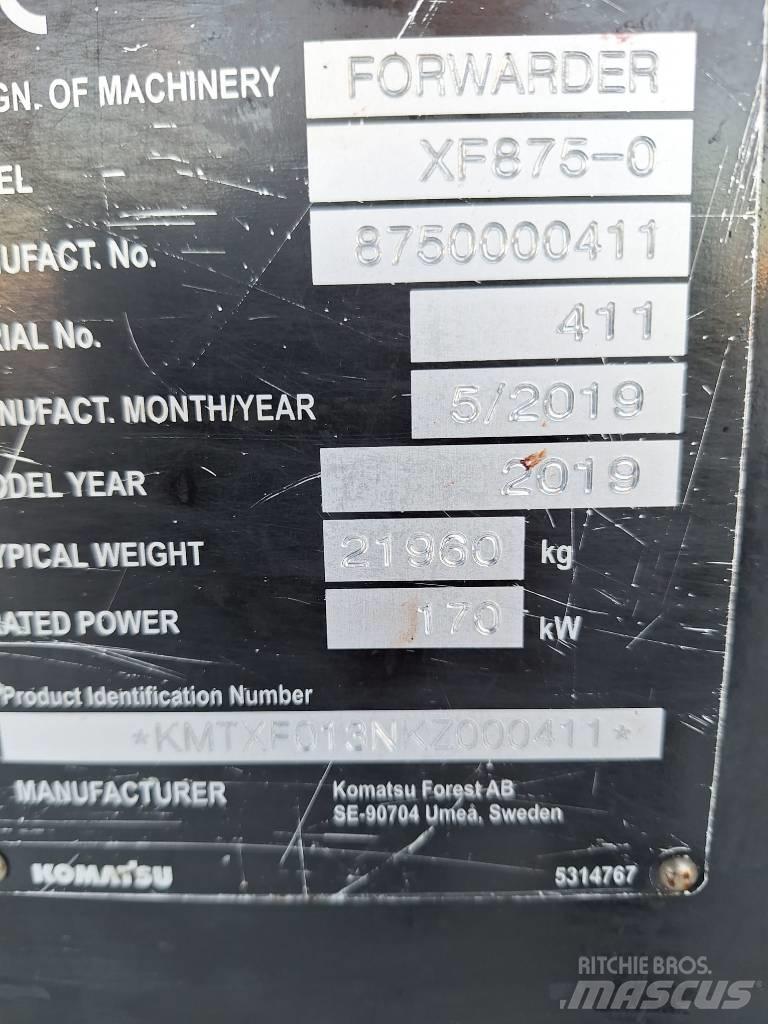 GN. OF MACHINERY FORWARDER
EL XF875-0
UFACT. No. 8750000411
RIAL No. 411
NUFACT. MONTH/YEAR 5/2019
ODEL YEAR 2019
YPICAL WEIGHT 21960 kg
RATED POWER 170 kW
Product Identification Number
*KMTXF013NKZ000411*
MANUFACTURER Komatsu Forest AB
SE-90704 Umeå, Sweden
KOMATSU 5314767
RITCHIE BROS.
MASCUS